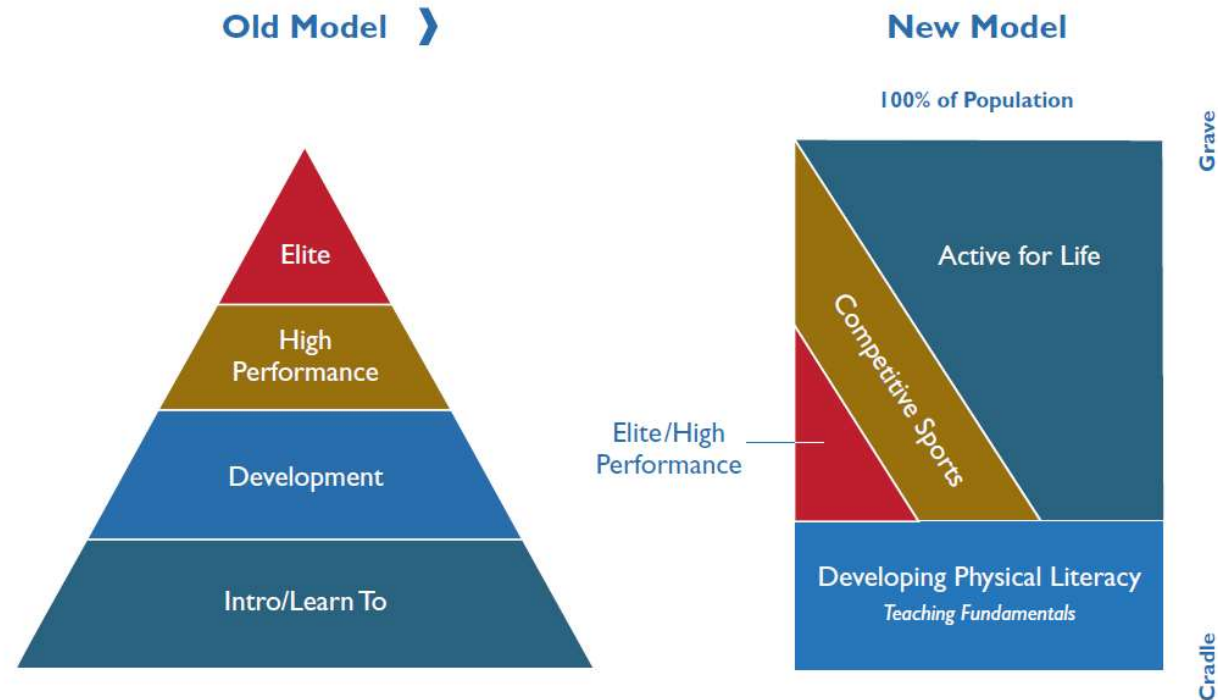 Old Model ❯
Elite
High
Performance
Development
Intro/Learn To
New Model
100% of Population
Grave
Active for Life
Competitive Sports
Elite/High
Performance
Developing Physical Literacy
Teaching Fundamentals
Cradle